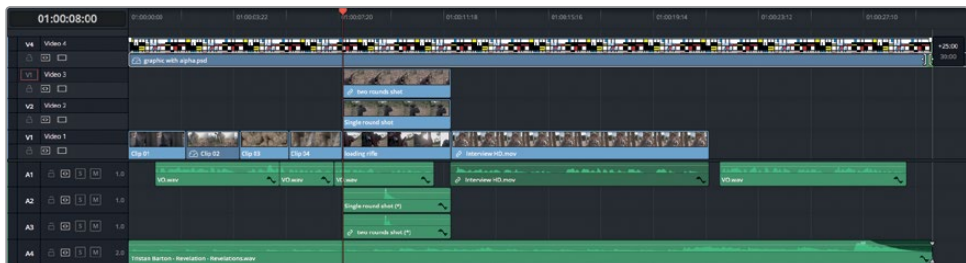 01:00:08:00
01:00:00:00 01:00:03:22 01:00:07:20 01:00:11:18 01:00:15:16 01:00:19:14 01:00:23:12 01:00:27:10
V4 Video 4
graphic with alpha.psd
+25:00
30:00
V1 Video 3
two rounds shot
V2 Video 2
Single round shot
V1 Video 1
Clip 01 Clip 02 Clip 03 Clip 04 loading rifle Interview HD.mov
A1 S M 1.0
VO.wav VO.wav VO.wav Interview HD.mov VO.wav
A2 S M 1.0
Single round shot (*)
A3 S M 1.0
two rounds shot (*)
A4 S M 2.0
Tristan Barton - Revelation - Revelations.wav